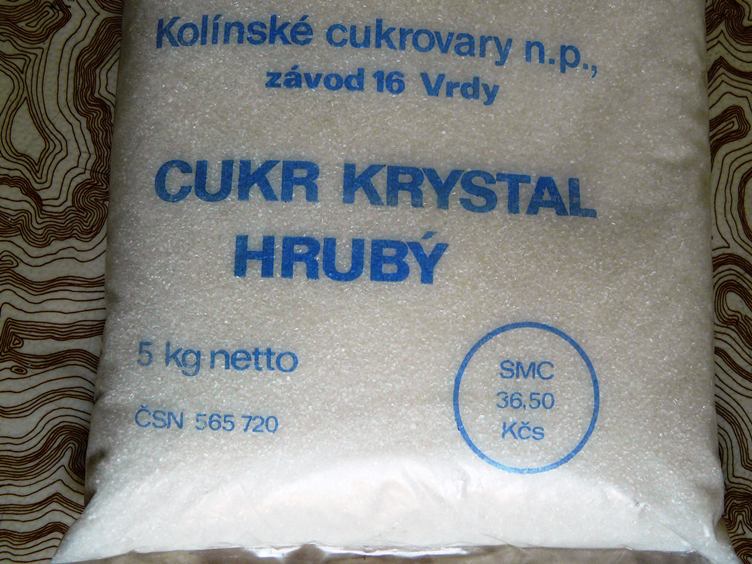 Kolínské cukrovary n.p.,
závod 16 Vrdy
CUKR KRYSTAL
HRUBÝ
5 kg netto
ČSN 565 720
SMC
36,50
Kčs